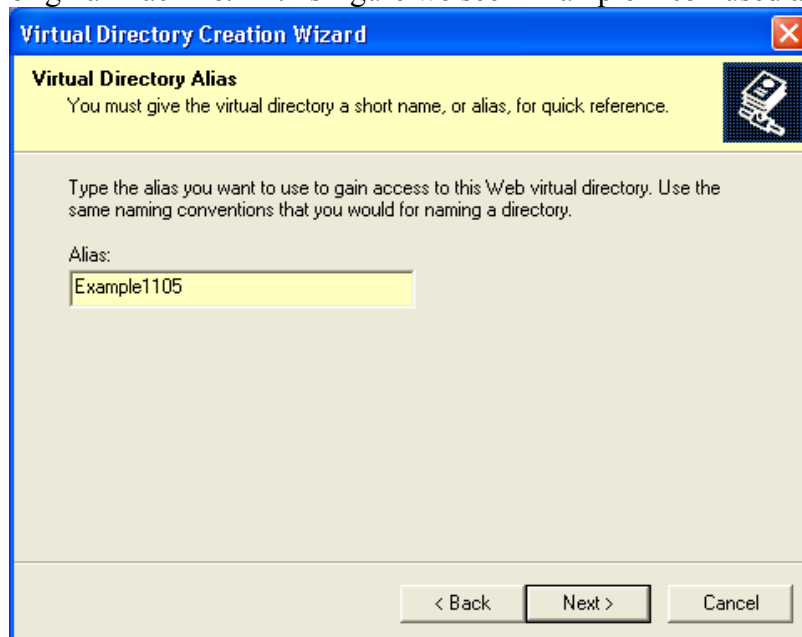 Virtual Directory Creation Wizard
Virtual Directory Alias
You must give the virtual directory a short name, or alias, for quick reference.
Type the alias you want to use to gain access to this Web virtual directory. Use the
same naming conventions that you would for naming a directory.
Alias:
Example1105
< Back Next > Cancel